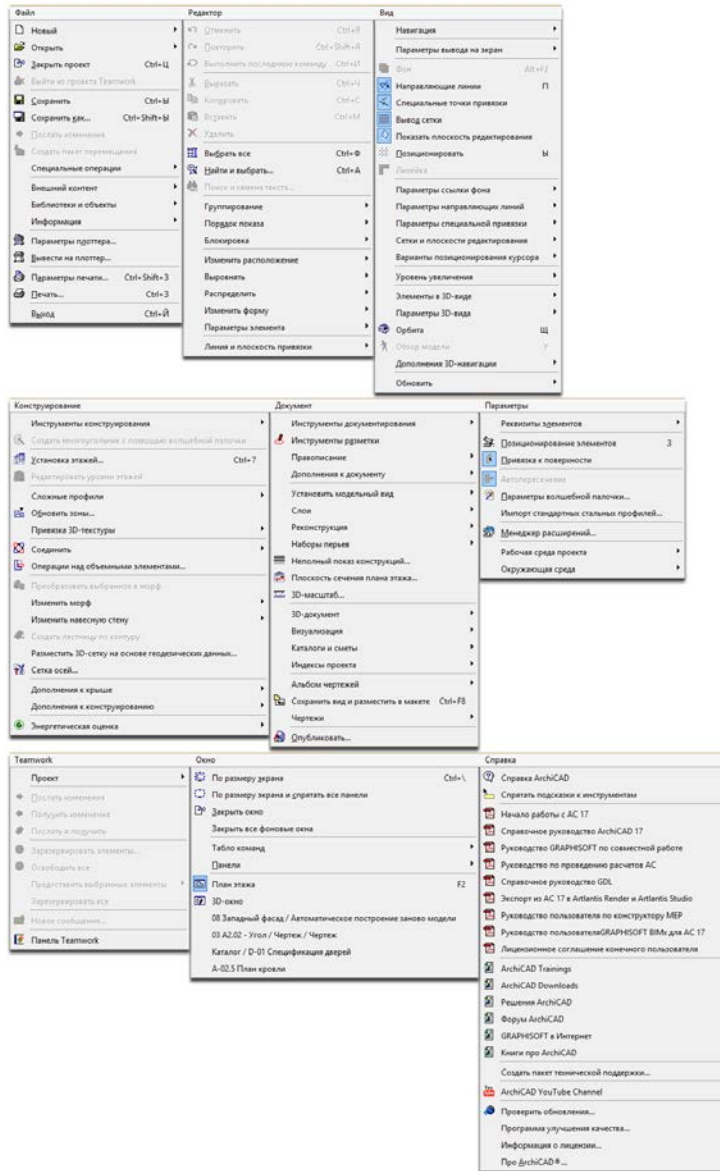 Файл
Новый
Открыть
Закрыть проект Ctrl+Ц
Выйти из проекта Teamwork
Сохранить Ctrl+Ы
Сохранить как... Ctrl+Shift+Ы
Послать изменения
Создать пакет перемещения
Специальные операции
Внешний контент
Библиотеки и объекты
Информация
Параметры плоттера...
Вывести на плоттер...
Параметры печати... Ctrl+Shift+З
Печать... Ctrl+З
Выход Ctrl+Й
Редактор
Отменить Ctrl+Я
Повторить Ctrl+Shift+Я
Выполнить последнюю команду Ctrl+И
Вырезать Ctrl+Ч
Копировать Ctrl+С
Вставить Ctrl+М
Удалить
Выбрать все Ctrl+Ф
Найти и выбрать... Ctrl+А
Поиск и замена текста...
Группирование
Порядок показа
Блокировка
Изменить расположение
Выровнять
Распределить
Изменить форму
Параметры элемента
Линия и плоскость привязки
Вид
Навигация
Параметры вывода на экран
Фон Alt+F2
Направляющие линии П
Специальные точки привязки
Вывод сетки
Показать плоскость редактирования
Позиционировать Ы
Линейка
Параметры ссылки фона
Параметры направляющих линий
Параметры специальной привязки
Сетки и плоскости редактирования
Варианты позиционирования курсора
Уровень увеличения
Элементы в 3D-виде
Параметры 3D-вида
Орбита Щ
Обзор модели У
Дополнения 3D-навигации
Обновить
Конструирование
Инструменты конструирования
Создать многоугольник с помощью волшебной палочки
Установка этажей... Ctrl+7
Редактировать уровни этажей
Сложные профили
Обновить зоны...
Привязка 3D-текстуры
Соединить
Операции над объемными элементами...
Преобразовать выбранное в морф
Изменить морф
Изменить навесную стену
Создать лестницу по контуру
Разместить 3D-сетку на основе геодезических данных...
Сетка осей...
Дополнения к крыше
Дополнения к конструированию
Энергетическая оценка
Документ
Инструменты документирования
Инструменты разметки
Правописание
Дополнения к документу
Установить модельный вид
Слои
Реконструкция
Наборы перьев
Неполный показ конструкций...
Плоскость сечения плана этажа...
3D-масштаб...
3D-документ
Визуализация
Каталоги и сметы
Индексы проекта
Альбом чертежей
Сохранить вид и разместить в макете Ctrl+F8
Чертежи
Опубликовать...
Параметры
Реквизиты элементов
Позиционирование элементов З
Привязка к поверхности
Автопересечение
Параметры волшебной палочки...
Импорт стандартных стальных профилей...
Менеджер расширений...
Рабочая среда проекта
Окружающая среда
Teamwork
Проект
Послать изменения
Получить изменения
Послать и получить
Зарезервировать элементы...
Освободить все
Предоставить выбранные элементы
Зарезервировать все
Новое сообщение...
Панель Teamwork
Окно
По размеру экрана Ctrl+\
По размеру экрана и спрятать все панели
Закрыть окно
Закрыть все фоновые окна
Табло команд
Панели
План этажа F2
3D-окно
08 Западный фасад / Автоматическое построение заново модели
03 A2.02 - Угол / Чертеж / Чертеж
Каталог / D-01 Спецификация дверей
A-02.5 План кровли
Справка
Справка ArchiCAD
Спрятать подсказки к инструментам
Начало работы с AC 17
Справочное руководство ArchiCAD 17
Руководство GRAPHISOFT по совместной работе
Руководство по проведению расчетов AC
Справочное руководство GDL
Экспорт из AC 17 в Artlantis Render и Artlantis Studio
Руководство пользователя по конструктору MEP
Руководство пользователяGRAPHISOFT BIMx для AC 17
Лицензионное соглашение конечного пользователя
ArchiCAD Trainings
ArchiCAD Downloads
Решения ArchiCAD
Форум ArchiCAD
GRAPHISOFT в Интернет
Книги про ArchiCAD
Создать пакет технической поддержки...
ArchiCAD YouTube Channel
Проверить обновления...
Программа улучшения качества...
Информация о лицензии...
Про ArchiCAD®...